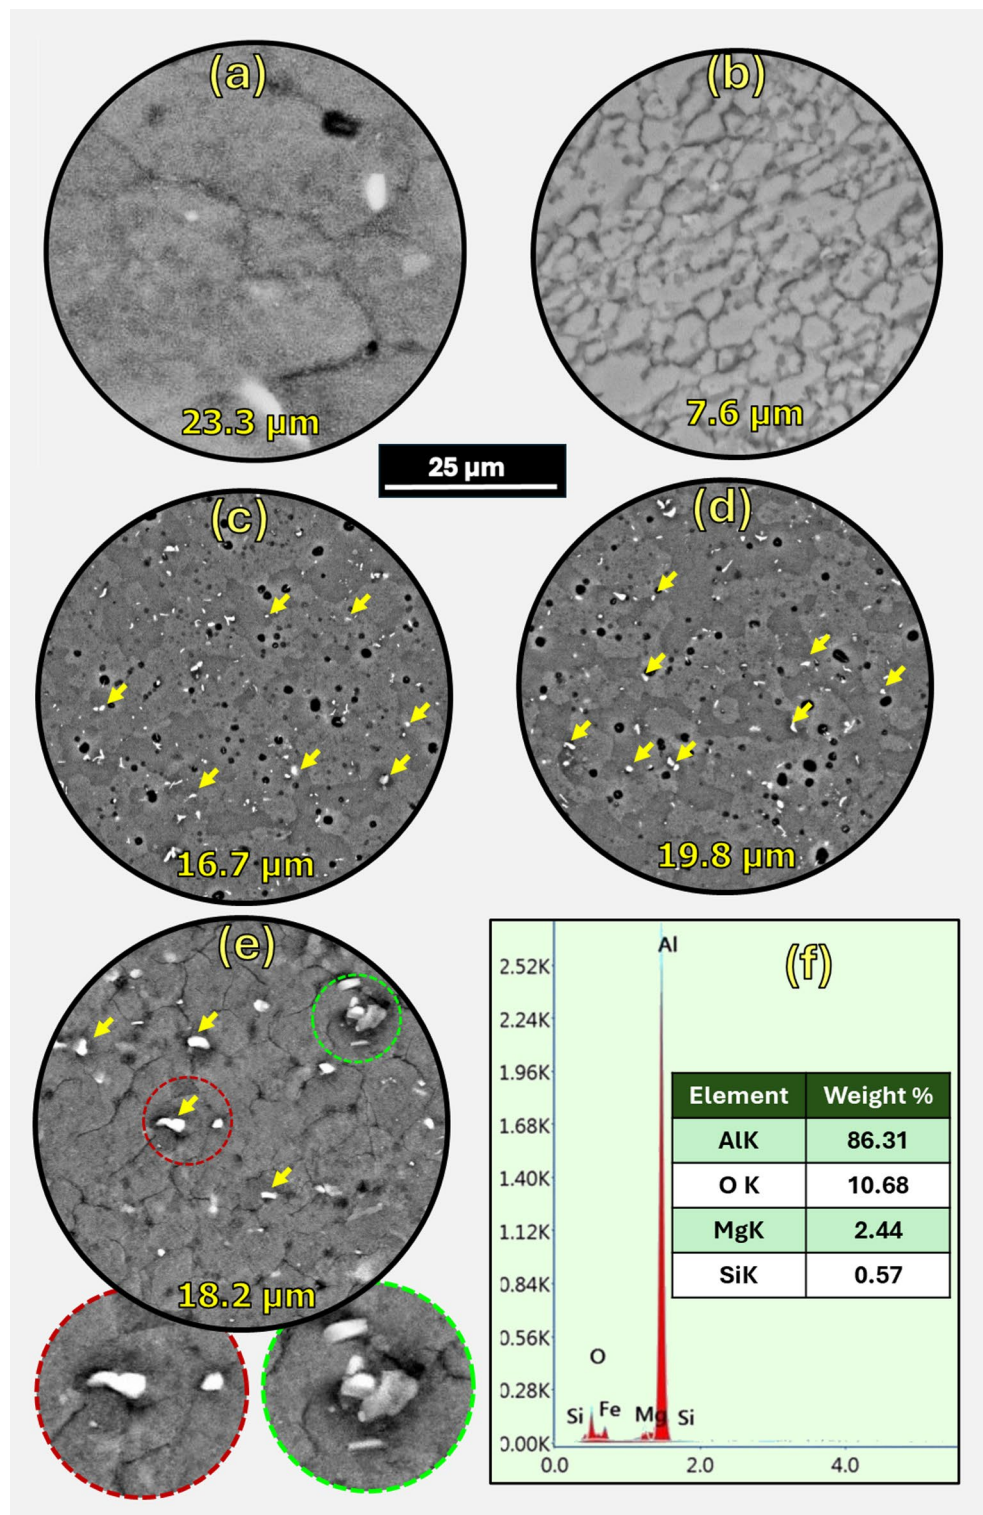 (a)
(b)
23.3 µm
7.6 µm
25 µm
(c)
(d)
16.7 µm
19.8 µm
(e)
18.2 µm
(f)
Al
2.52K
2.24K
1.96K
1.68K
1.40K
1.12K
0.84K
0.56K
0.28K
0.00K
Element Weight %
AlK 86.31
O K 10.68
MgK 2.44
SiK 0.57
O
Si Fe Mg Si
0.0 2.0 4.0